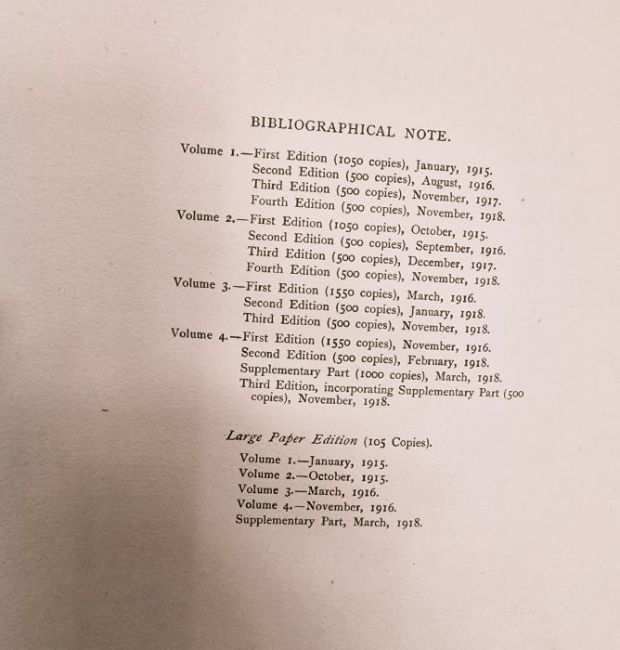 BIBLIOGRAPHICAL NOTE.
Volume 1.—First Edition (1050 copies), January, 1915.
Second Edition (500 copies), August, 1916.
Third Edition (500 copies), November, 1917.
Fourth Edition (500 copies), November, 1918.
Volume 2.—First Edition (1050 copies), October, 1915.
Second Edition (500 copies), September, 1916.
Third Edition (500 copies), December, 1917.
Fourth Edition (500 copies), November, 1918.
Volume 3.—First Edition (1550 copies), March, 1916.
Second Edition (500 copies), January, 1918.
Third Edition (500 copies), November, 1918.
Volume 4.—First Edition (1550 copies), November, 1916.
Second Edition (500 copies), February, 1918.
Supplementary Part (1000 copies), March, 1918.
Third Edition, incorporating Supplementary Part (500
copies), November, 1918.
Large Paper Edition (105 Copies).
Volume 1.—January, 1915.
Volume 2.—October, 1915.
Volume 3.—March, 1916.
Volume 4.—November, 1916.
Supplementary Part, March, 1918.